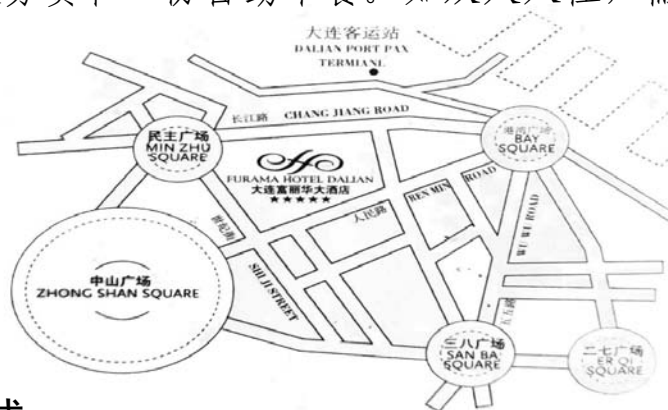 大连客运站
DALIAN PORT PAX
TERMIANL
长江路 CHANG JIANG ROAD
民主广场
MIN ZHU
SQUARE
港湾广场
BAY
SQUARE
FURAMA HOTEL DALIAN
大连富丽华大酒店
★★★★★
人民路 REN MIN ROAD
世纪街
SHI JI STREET
WU WU ROAD
五五路
中山广场
ZHONG SHAN SQUARE
三八广场
SAN BA
SQUARE
二七广场
ER QI
SQUARE